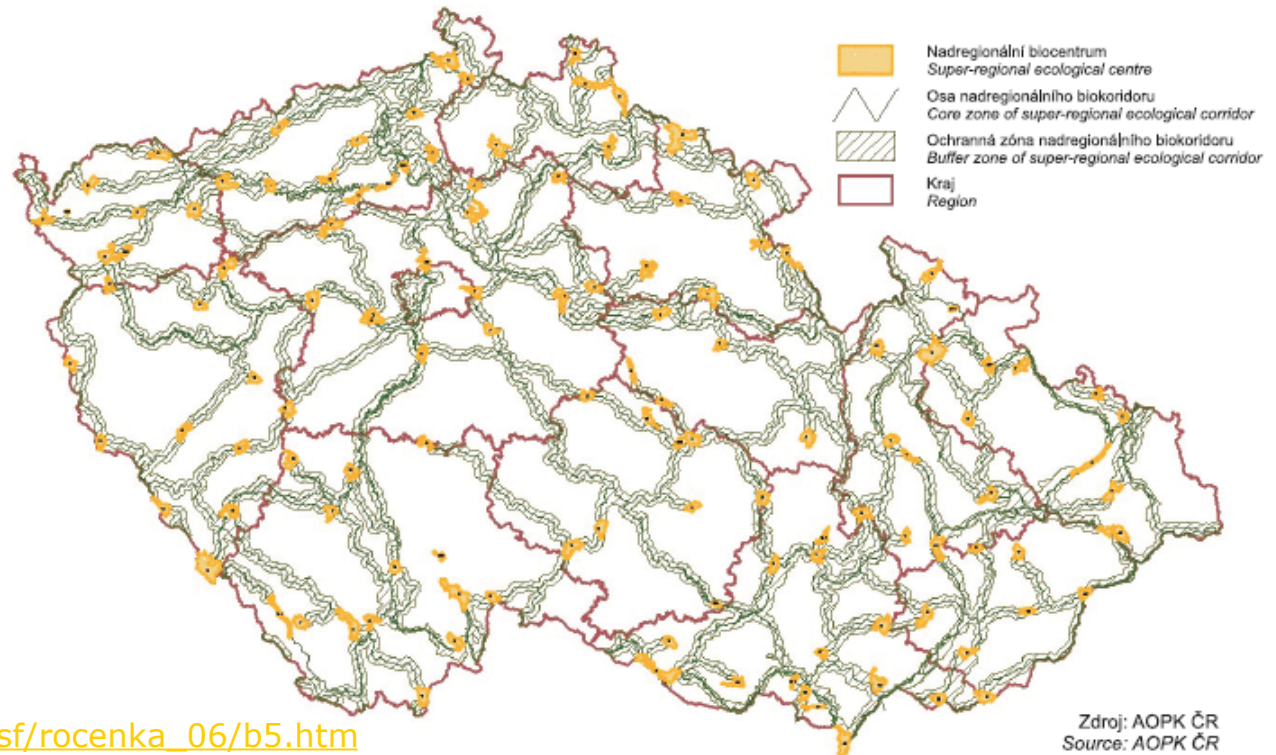 Nadregionální biocentrum
Super-regional ecological centre
Osa nadregionálního biokoridoru
Core zone of super-regional ecological corridor
Ochranná zóna nadregionálního biokoridoru
Buffer zone of super-regional ecological corridor
Kraj
Region
sf/rocenka_06/b5.htm
Zdroj: AOPK ČR
Source: AOPK ČR